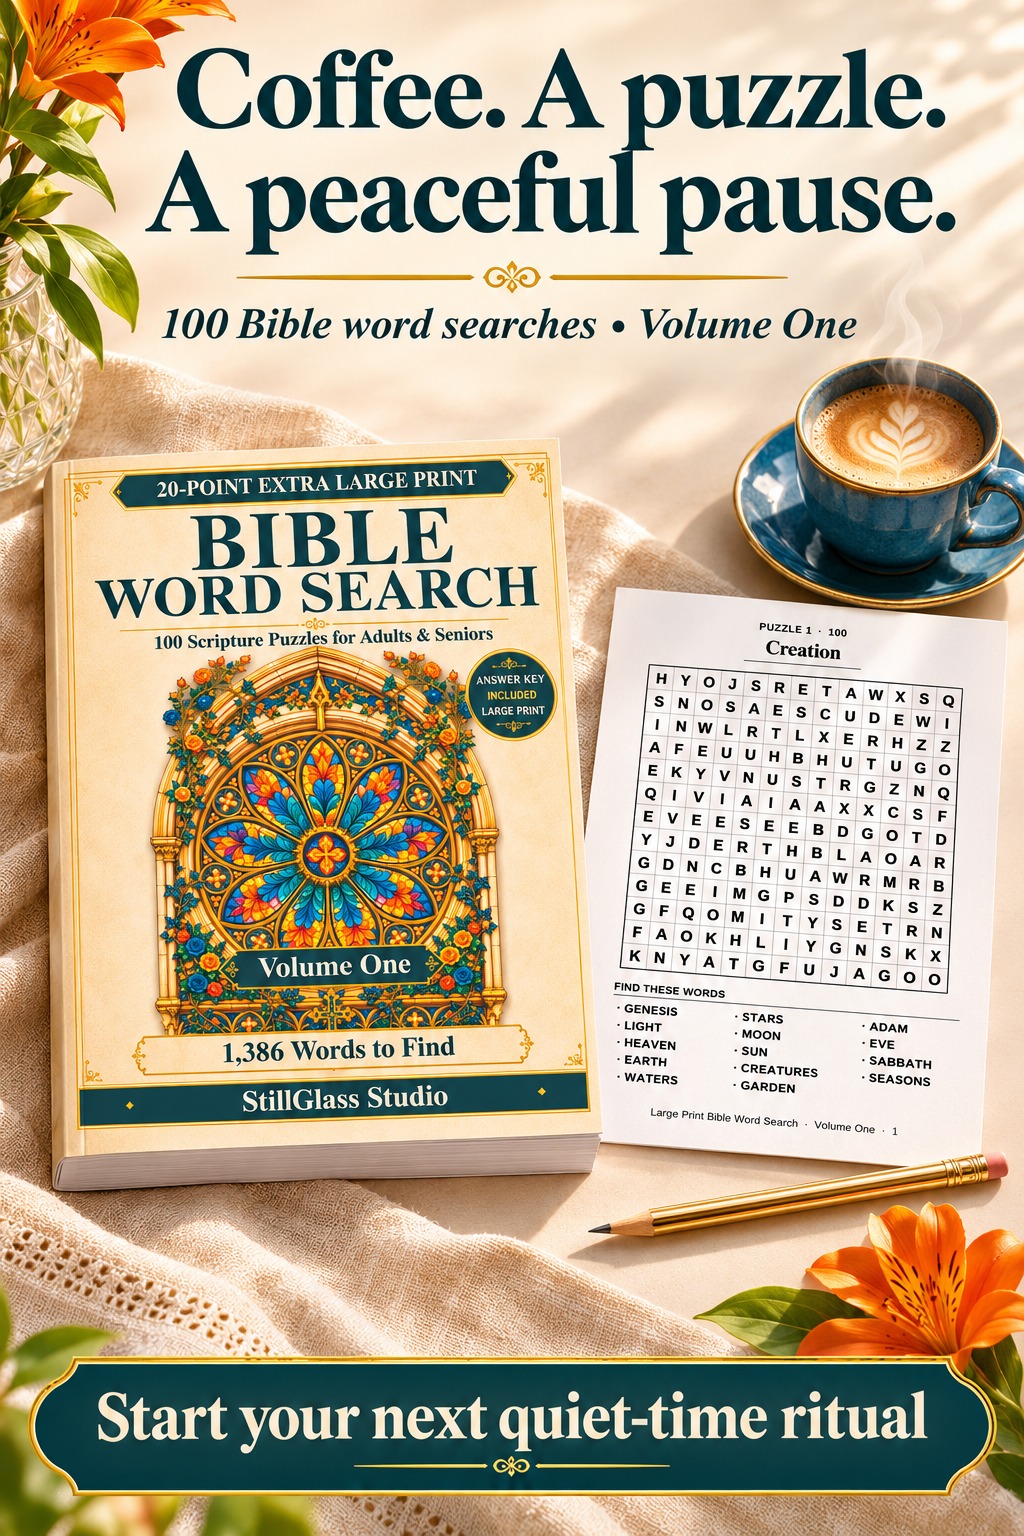 Coffee. A puzzle.
A peaceful pause.
100 Bible word searches • Volume One
20-POINT EXTRA LARGE PRINT
BIBLE
WORD SEARCH
100 Scripture Puzzles for Adults & Seniors
ANSWER KEY
INCLUDED
LARGE PRINT
Volume One
1,386 Words to Find
StillGlass Studio
PUZZLE 1 · 100
Creation
H Y O J S R E T A W X S Q
S N O S A E S C U D E W I
I N W L R T L X E R H Z Z
A F E U U H B H U T U G O
E K Y V N U S T R G Z N Q
Q I V I A I A A X X C S F
E V E E S E E B D G O T D
Y J D E R T H B L A O A R
G D N C B H U A W R M R B
G E E I M G P S D D K S Z
G F Q O M I T Y S E T R N
F A O K H L I Y G N S K X
K N Y A T G F U J A G O O
FIND THESE WORDS
· GENESIS
· LIGHT
· HEAVEN
· EARTH
· WATERS
· STARS
· MOON
· SUN
· CREATURES
· GARDEN
· ADAM
· EVE
· SABBATH
· SEASONS
Large Print Bible Word Search · Volume One · 1
Start your next quiet-time ritual